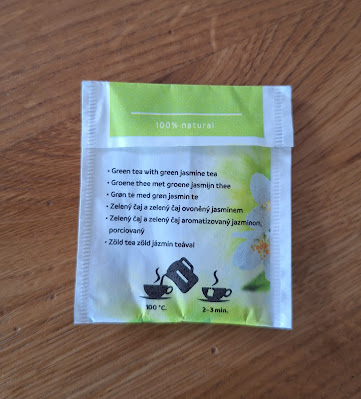 100% natural
• Green tea with green jasmine tea
• Groene thee met groene jasmijn thee
• Grøn te med grøn jasmin te
• Zelený čaj a zelený čaj ovoněný jasmínem
• Zelený čaj a zelený čaj aromatizovaný jazmínom,
porciovaný
• Zöld tea zöld jázmin teával
100 °C.
2-3 min.